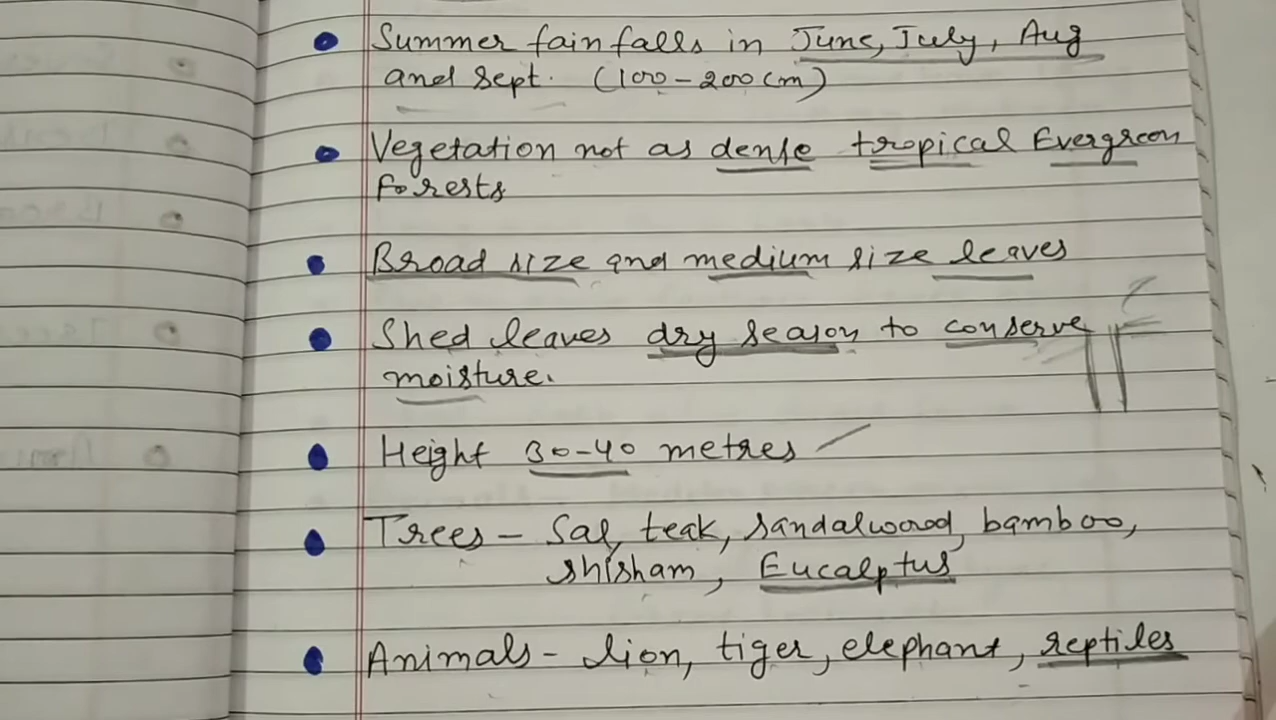 Summer fainfalls in June, July, Aug
and Sept. (100-200 cm)
Vegetation not as dense tropical Evergreen
Forests
Broad size and medium size leaves
Shed leaves dry season to conserve
moisture.
Height 30-40 metres
Trees - Sal, teak, sandalwood, bamboo,
shisham, Eucalptus
Animals - lion, tiger, elephant, reptiles